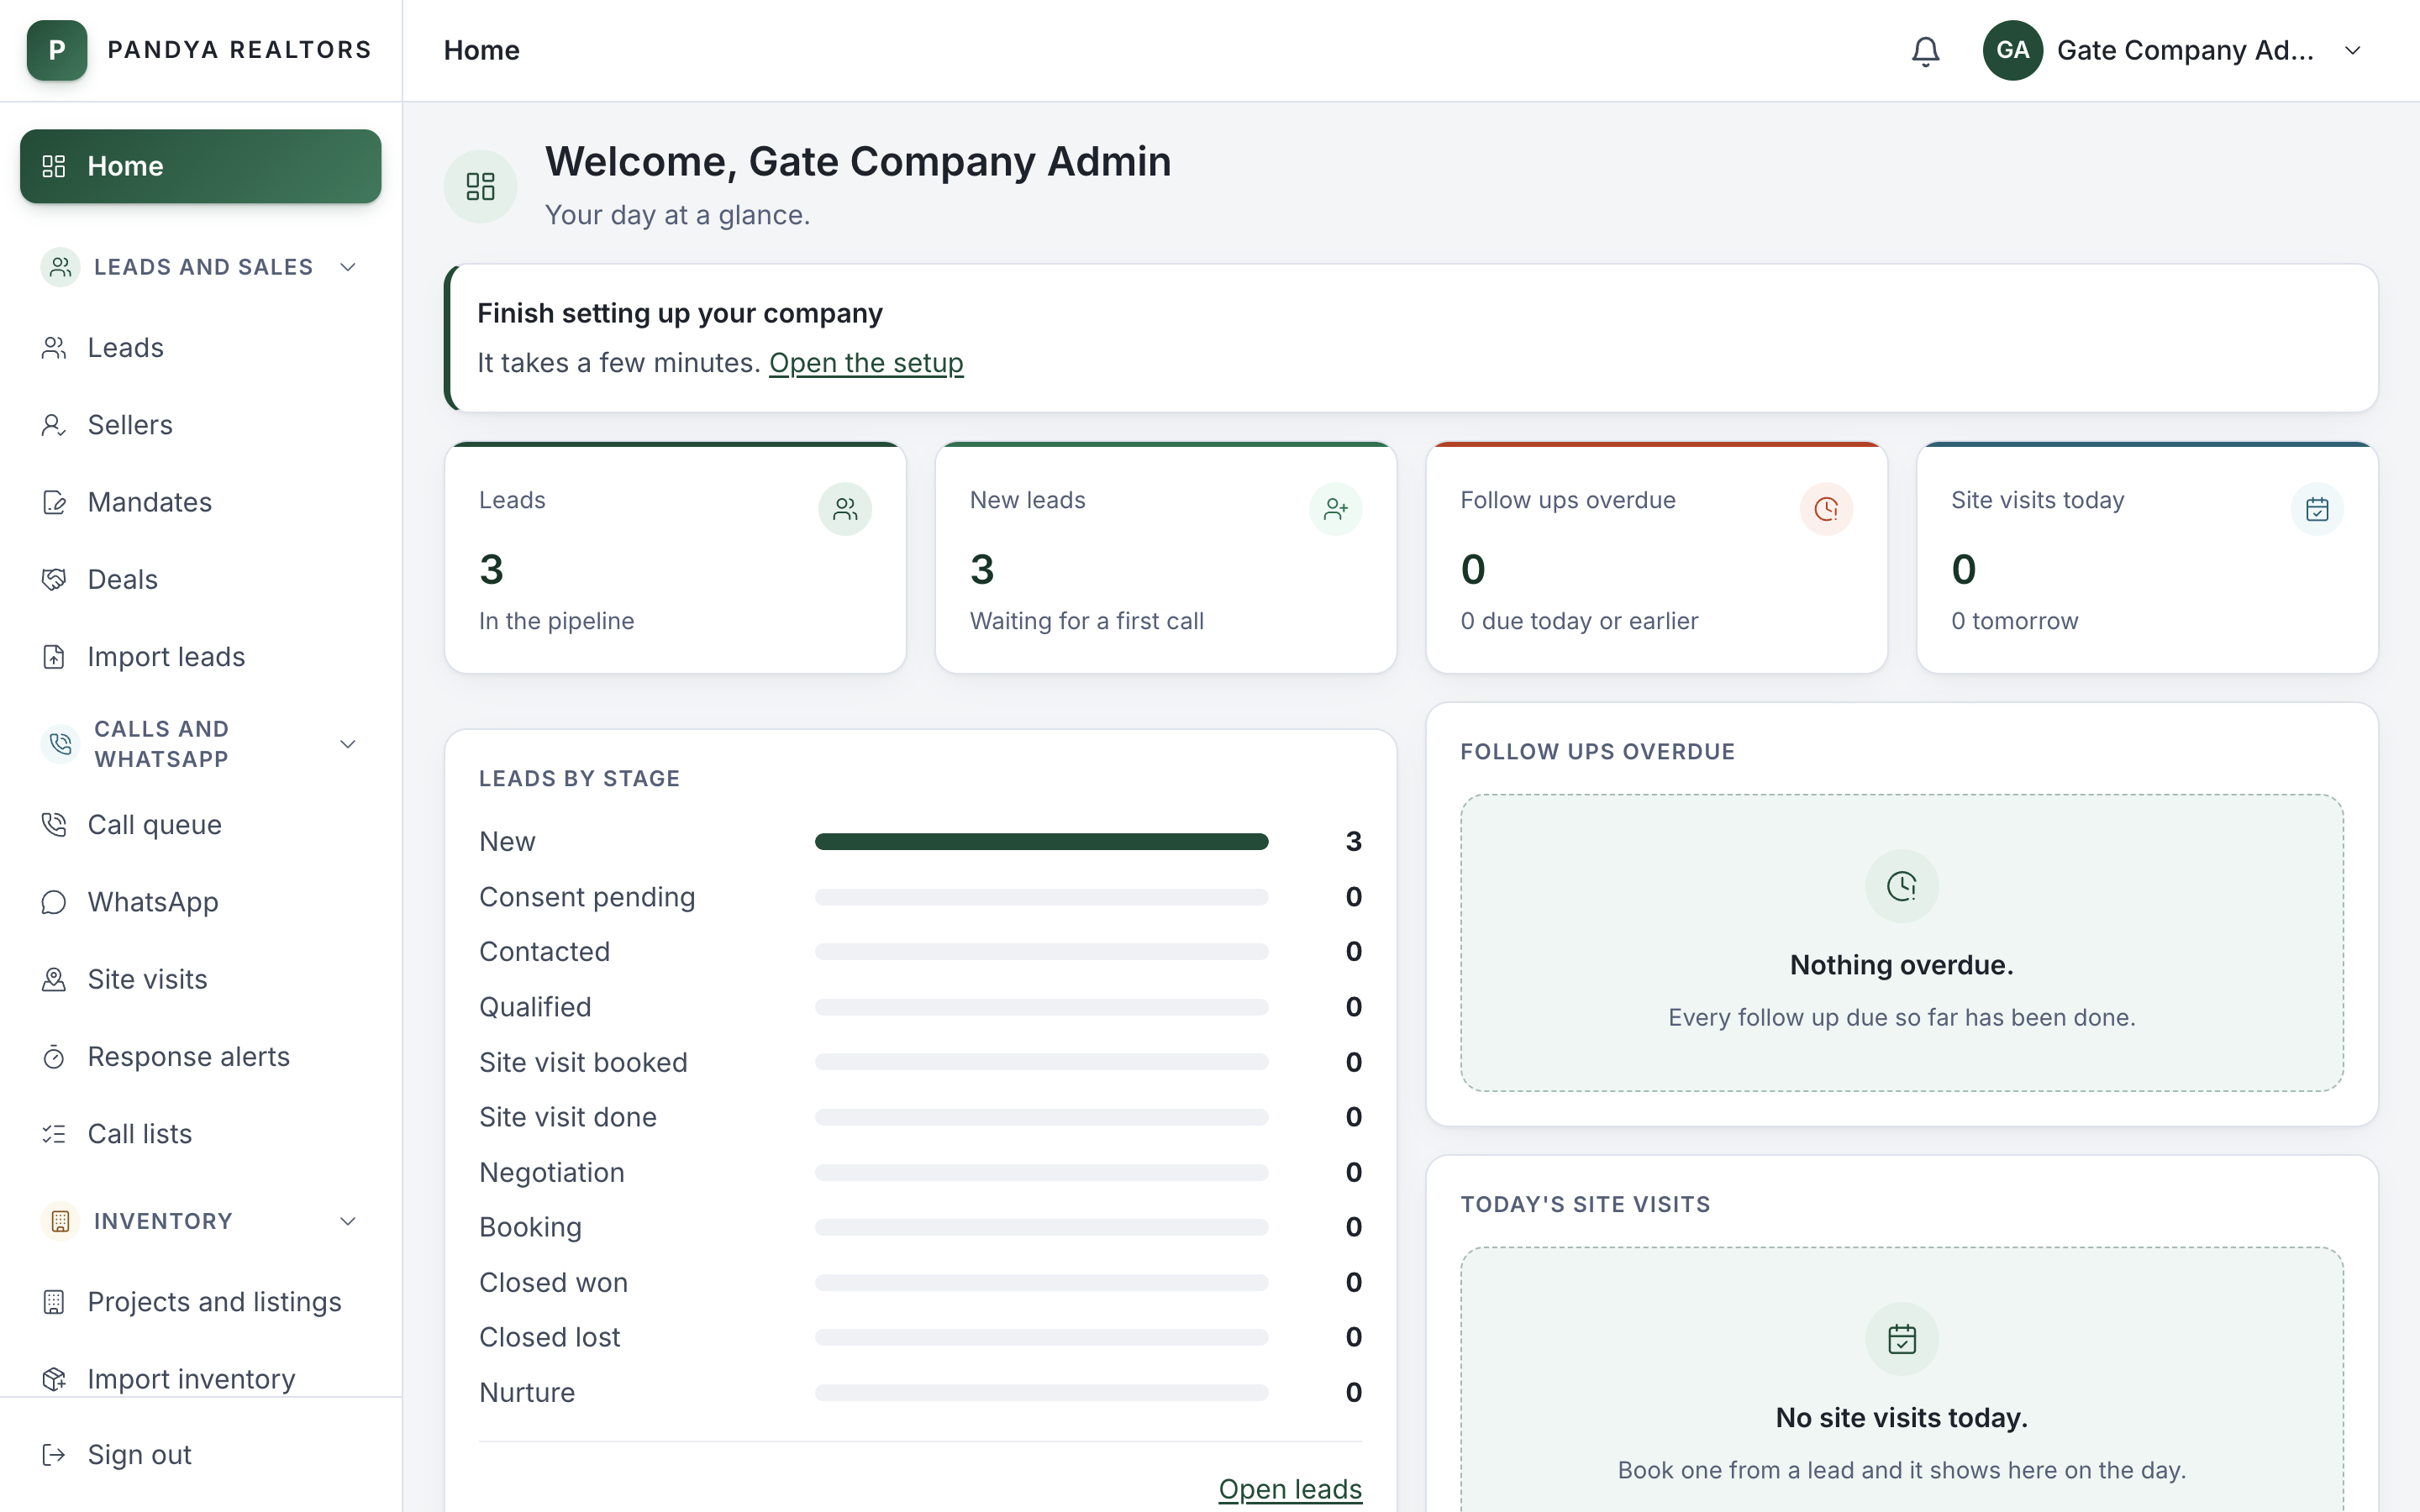 P
PANDYA REALTORS
Home
GA
Gate Company Ad...
Home
LEADS AND SALES
Leads
Sellers
Mandates
Deals
Import leads
CALLS AND
WHATSAPP
Call queue
WhatsApp
Site visits
Response alerts
Call lists
INVENTORY
Projects and listings
Import inventory
Sign out
Welcome, Gate Company Admin
Your day at a glance.
Finish setting up your company
It takes a few minutes. Open the setup
Leads
3
In the pipeline
New leads
3
Waiting for a first call
Follow ups overdue
0
0 due today or earlier
Site visits today
0
0 tomorrow
LEADS BY STAGE
New 3
Consent pending 0
Contacted 0
Qualified 0
Site visit booked 0
Site visit done 0
Negotiation 0
Booking 0
Closed won 0
Closed lost 0
Nurture 0
Open leads
FOLLOW UPS OVERDUE
Nothing overdue.
Every follow up due so far has been done.
TODAY'S SITE VISITS
No site visits today.
Book one from a lead and it shows here on the day.